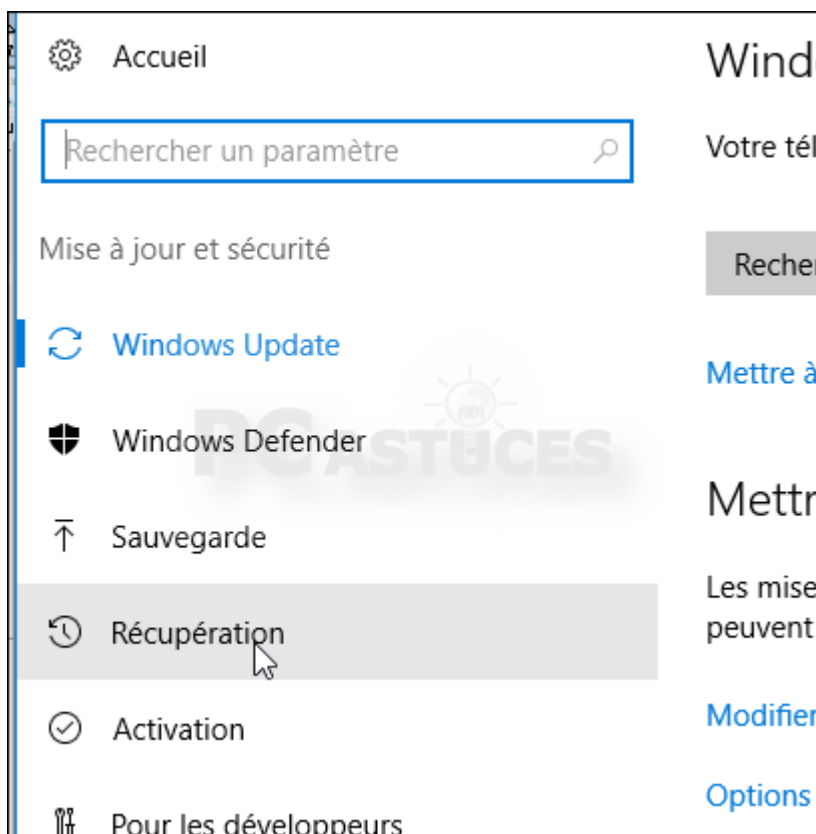 Accueil
Rechercher un paramètre
Mise à jour et sécurité
Windows Update
Windows Defender
Sauvegarde
Récupération
Activation
Pour les développeurs
PC ASTUCES
Wind
Votre tél
Recher
Mettre à
Mettr
Les mise
peuvent
Modifier
Options